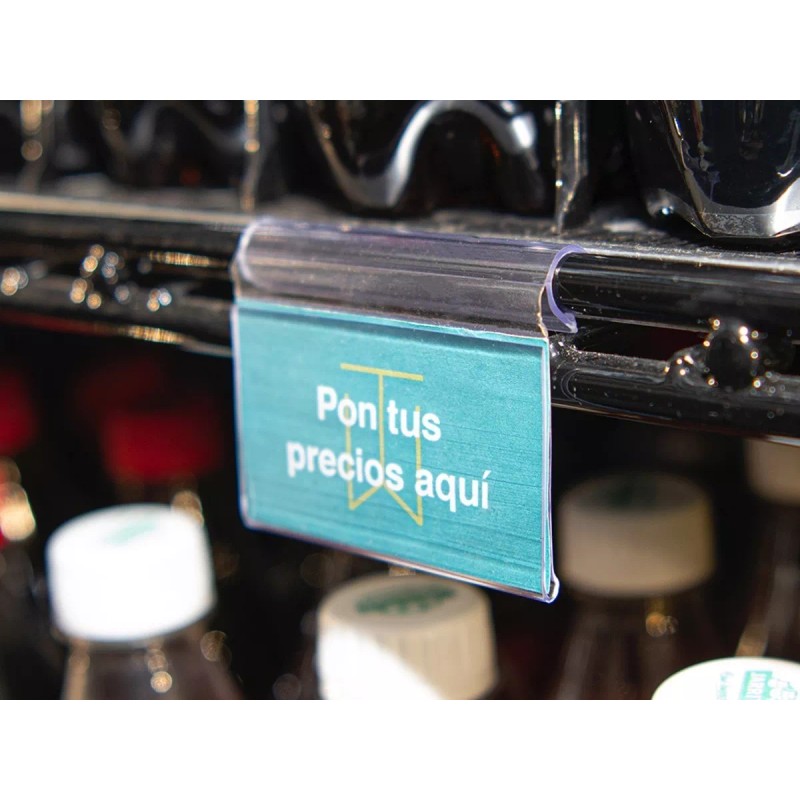 Pon tus
precios aquí